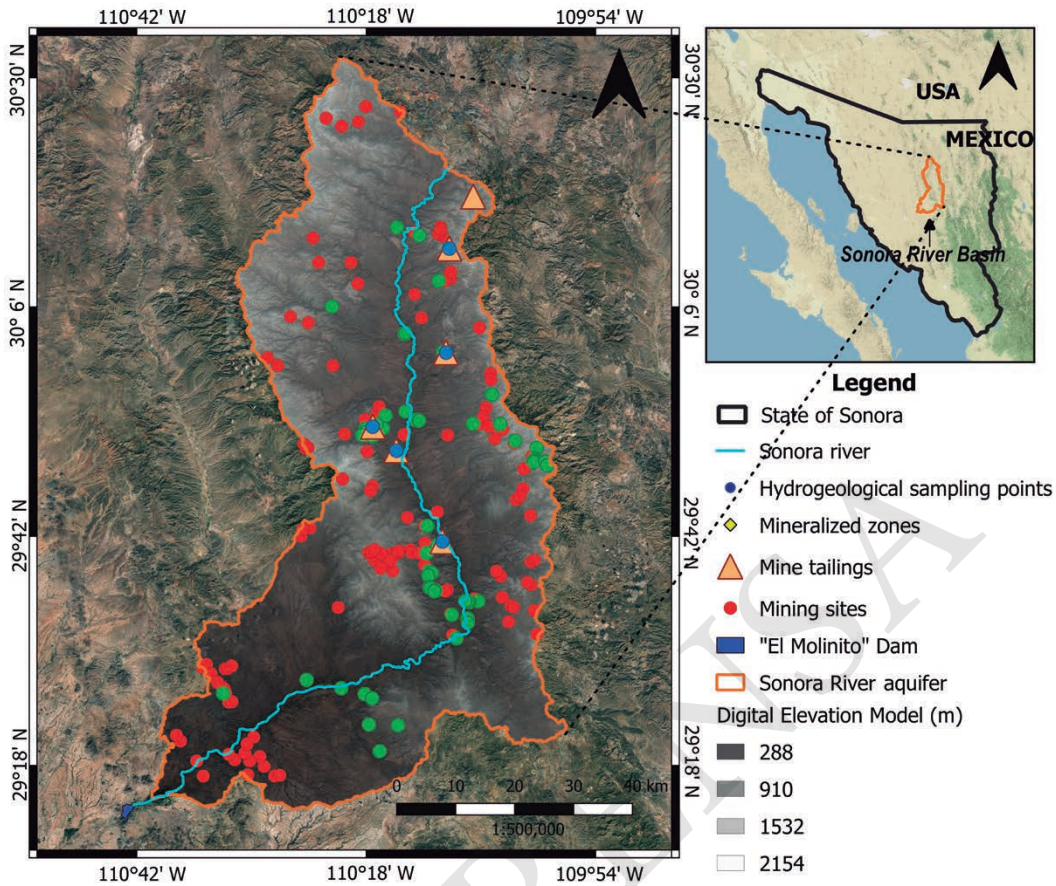 110°42' W
110°18' W
109°54' W
30°30' N
30°30' N
30° 6' N
30° 6' N
29°42' N
29°42' N
29°18' N
29°18' N
0 10 20 30 40 km
1:500,000
110°42' W
110°18' W
109°54' W
USA
MEXICO
Sonora River Basin
Legend
State of Sonora
Sonora river
Hydrogeological sampling points
Mineralized zones
Mine tailings
Mining sites
"El Molinito" Dam
Sonora River aquifer
Digital Elevation Model (m)
288
910
1532
2154